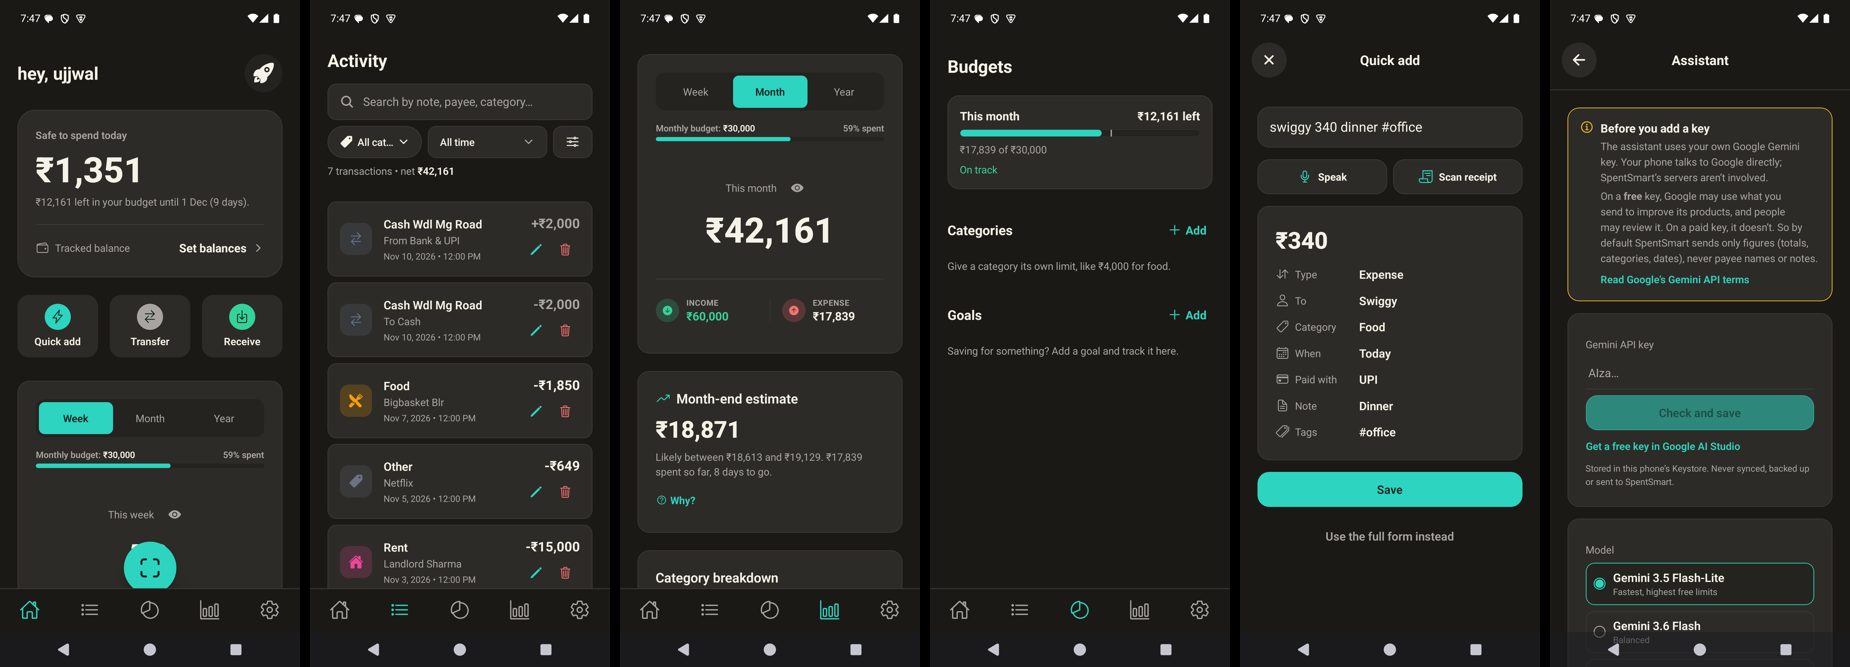 7:47
hey, ujjwal
Safe to spend today
₹1,351
₹12,161 left in your budget until 1 Dec (9 days).
Tracked balance
Set balances
Quick add
Transfer
Receive
Week
Month
Year
Monthly budget: ₹30,000
59% spent
This week
7:47
Activity
Search by note, payee, category...
All cat...
All time
7 transactions • net ₹42,161
Cash Wdl Mg Road
+₹2,000
From Bank & UPI
Nov 10, 2026 • 12:00 PM
Cash Wdl Mg Road
-₹2,000
To Cash
Nov 10, 2026 • 12:00 PM
Food
-₹1,850
Bigbasket Blr
Nov 7, 2026 • 12:00 PM
Other
-₹649
Netflix
Nov 5, 2026 • 12:00 PM
Rent
-₹15,000
Landlord Sharma
Nov 3, 2026 • 12:00 PM
7:47
Week
Month
Year
Monthly budget: ₹30,000
59% spent
This month
₹42,161
INCOME
₹60,000
EXPENSE
₹17,839
Month-end estimate
₹18,871
Likely between ₹18,613 and ₹19,129. ₹17,839
spent so far, 8 days to go.
Why?
Category breakdown
7:47
Budgets
This month
₹12,161 left
₹17,839 of ₹30,000
On track
Categories
+ Add
Give a category its own limit, like ₹4,000 for food.
Goals
+ Add
Saving for something? Add a goal and track it here.
7:47
Quick add
swiggy 340 dinner #office
Speak
Scan receipt
₹340
Type
Expense
To
Swiggy
Category
Food
When
Today
Paid with
UPI
Note
Dinner
Tags
#office
Save
Use the full form instead
7:47
Assistant
Before you add a key
The assistant uses your own Google Gemini
key. Your phone talks to Google directly;
SpentSmart's servers aren't involved.
On a free key, Google may use what you
send to improve its products, and people
may review it. On a paid key, it doesn't. So by
default SpentSmart sends only figures (totals,
categories, dates), never payee names or notes.
Read Google's Gemini API terms
Gemini API key
AIza...
Check and save
Get a free key in Google AI Studio
Stored in this phone's Keystore. Never synced, backed up
or sent to SpentSmart.
Model
Gemini 3.5 Flash-Lite
Fastest, highest free limits
Gemini 3.6 Flash
Balanced